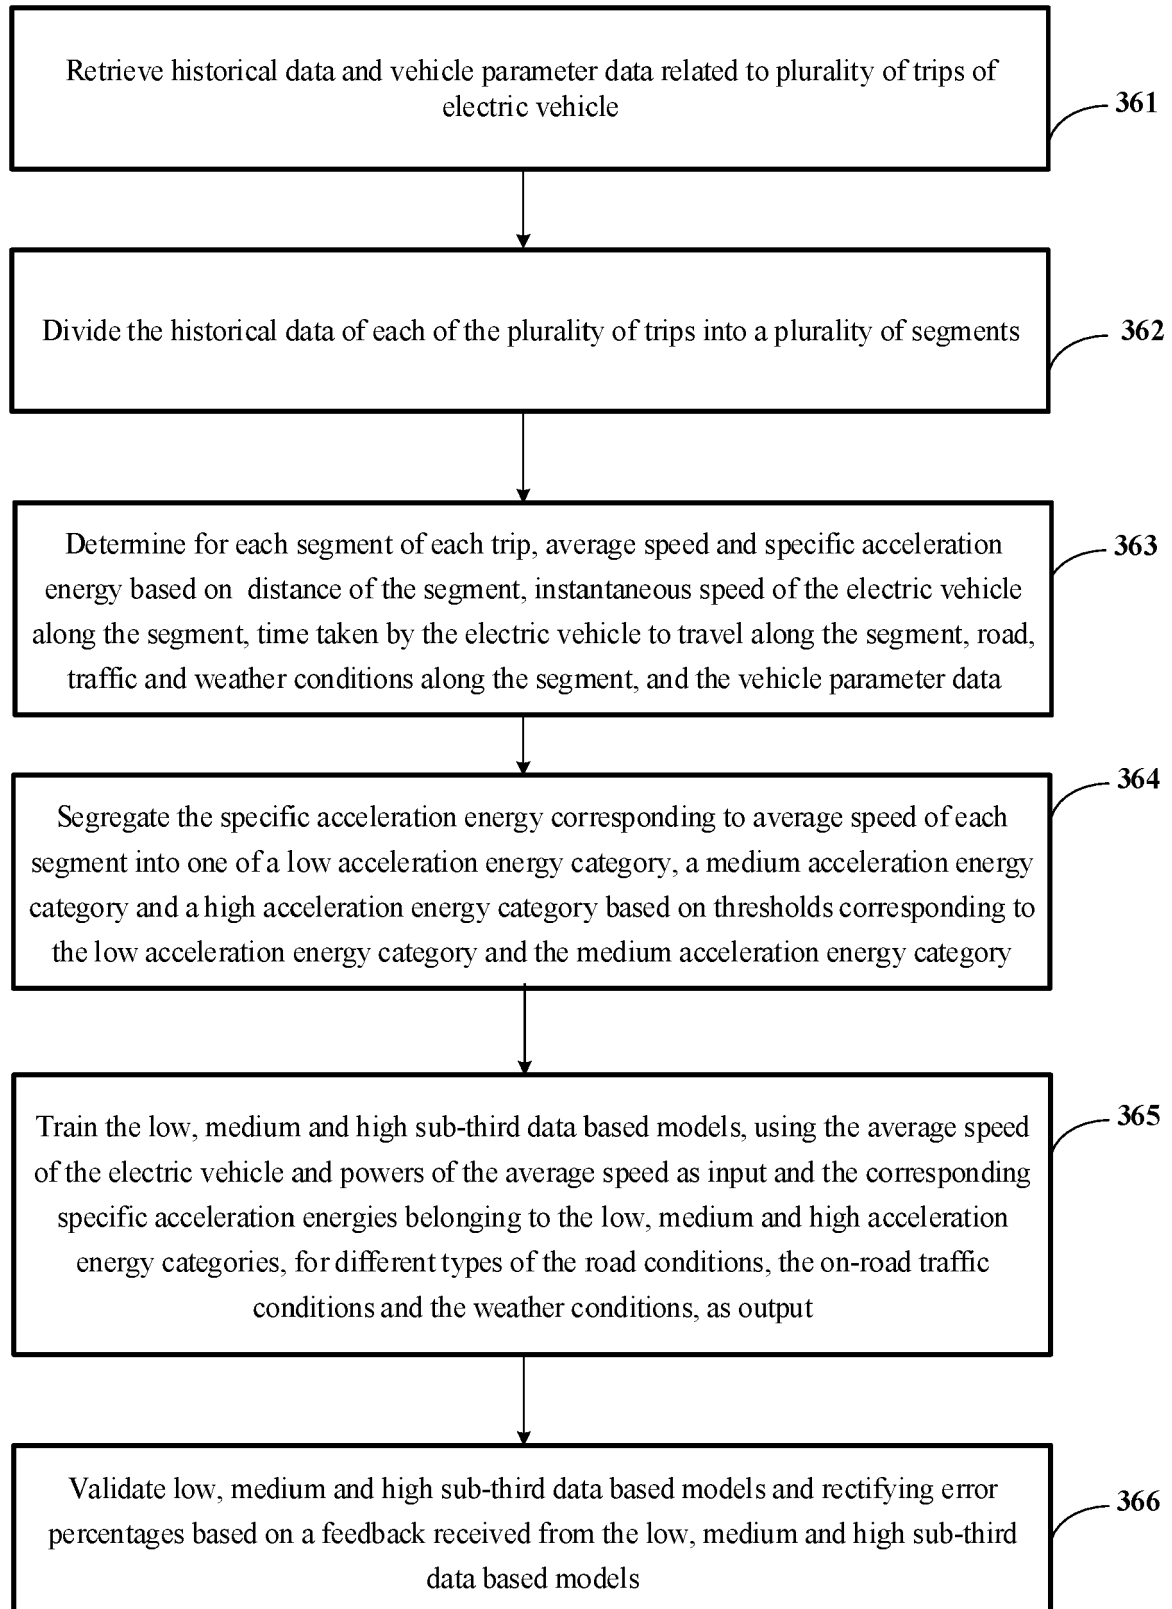 Retrieve historical data and vehicle parameter data related to plurality of trips of
electric vehicle
361
Divide the historical data of each of the plurality of trips into a plurality of segments
362
Determine for each segment of each trip, average speed and specific acceleration
energy based on distance of the segment, instantaneous speed of the electric vehicle
along the segment, time taken by the electric vehicle to travel along the segment, road,
traffic and weather conditions along the segment, and the vehicle parameter data
363
Segregate the specific acceleration energy corresponding to average speed of each
segment into one of a low acceleration energy category, a medium acceleration energy
category and a high acceleration energy category based on thresholds corresponding to
the low acceleration energy category and the medium acceleration energy category
364
Train the low, medium and high sub-third data based models, using the average speed
of the electric vehicle and powers of the average speed as input and the corresponding
specific acceleration energies belonging to the low, medium and high acceleration
energy categories, for different types of the road conditions, the on-road traffic
conditions and the weather conditions, as output
365
Validate low, medium and high sub-third data based models and rectifying error
percentages based on a feedback received from the low, medium and high sub-third
data based models
366